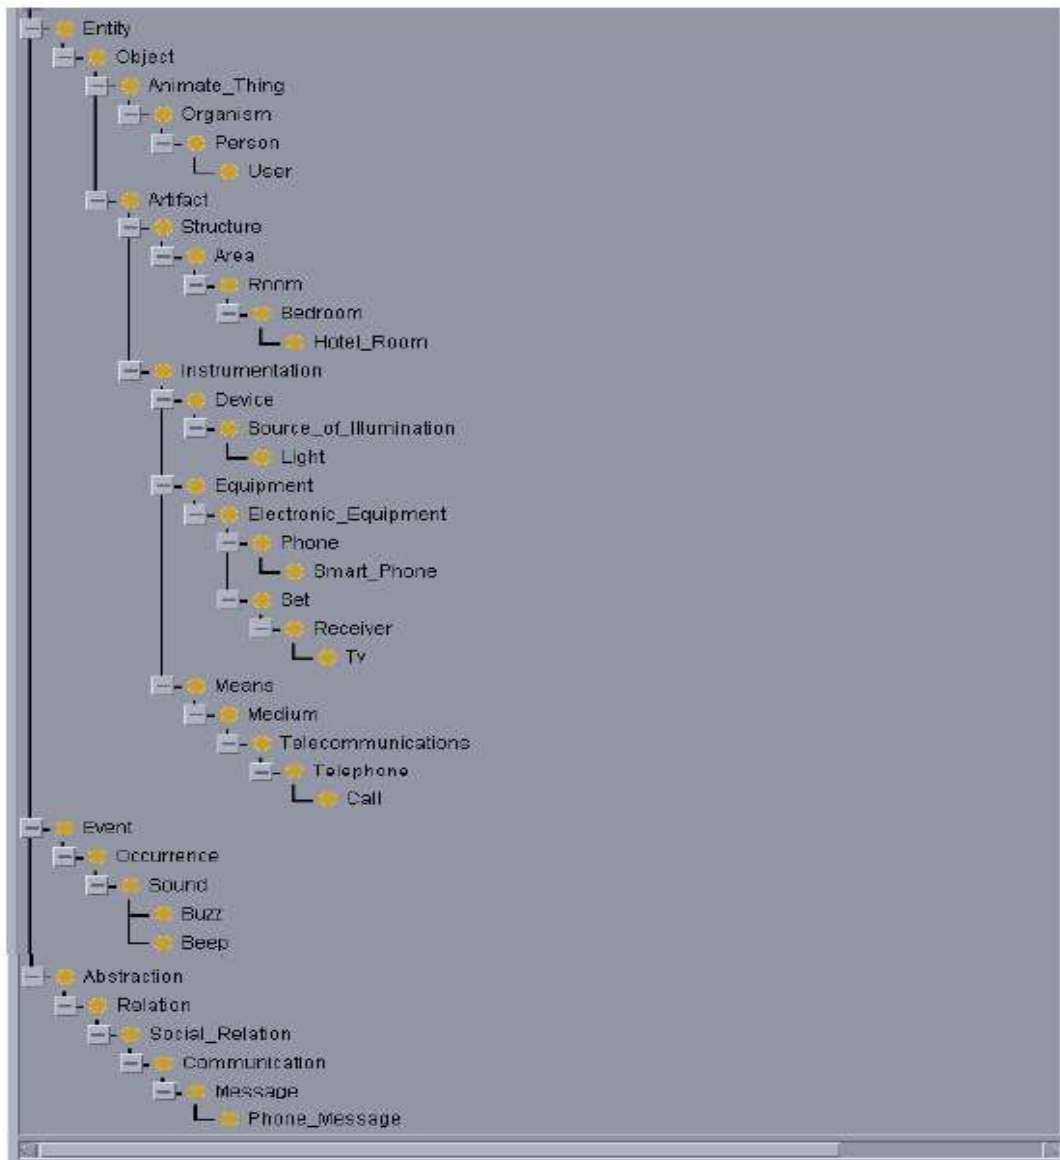 Entity
Object
Animate_Thing
Organism
Person
User
Artifact
Structure
Area
Room
Bedroom
Hotel_Room
Instrumentation
Device
Source_of_Illumination
Light
Equipment
Electronic_Equipment
Phone
Smart_Phone
Set
Receiver
Tv
Means
Medium
Telecommunications
Telephone
Call
Event
Occurrence
Sound
Buzz
Beep
Abstraction
Relation
Social_Relation
Communication
Message
Phone_Message